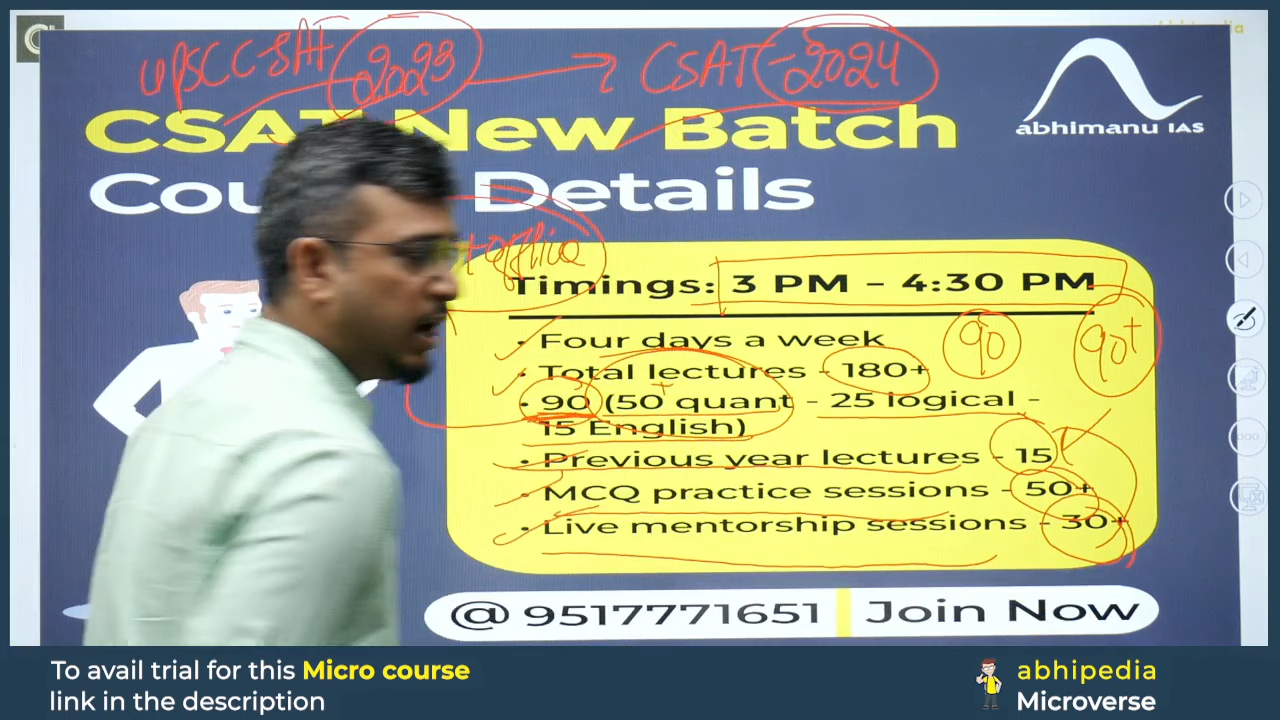 UPSC CSAT 2023 → CSAT - 2024
abhimanu IAS
CSAT New Batch
Cou Details
+ offline
Timings: 3 PM - 4:30 PM
• Four days a week
90
90+
• Total lectures - 180+
• 90 (50 quant - 25 logical -
15 English)
• Previous year lectures - 15
• MCQ practice sessions - 50+
• Live mentorship sessions - 30+
@ 9517771651 Join Now
To avail trial for this Micro course
link in the description
abhipedia
Microverse